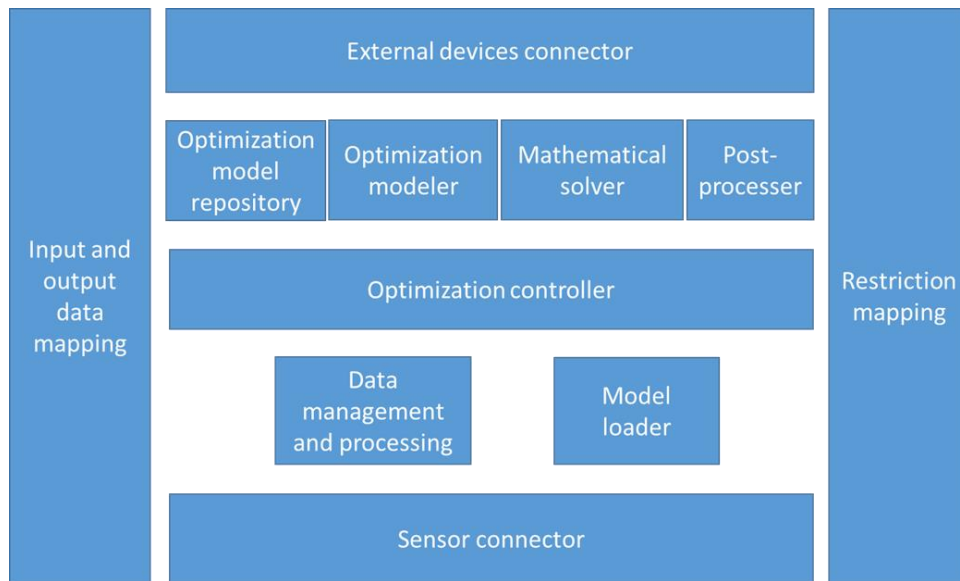 External devices connector
Optimization
model
repository
Optimization
modeler
Mathematical
solver
Post-
processer
Input and
output
data
mapping
Optimization controller
Restriction
mapping
Data
management
and processing
Model
loader
Sensor connector